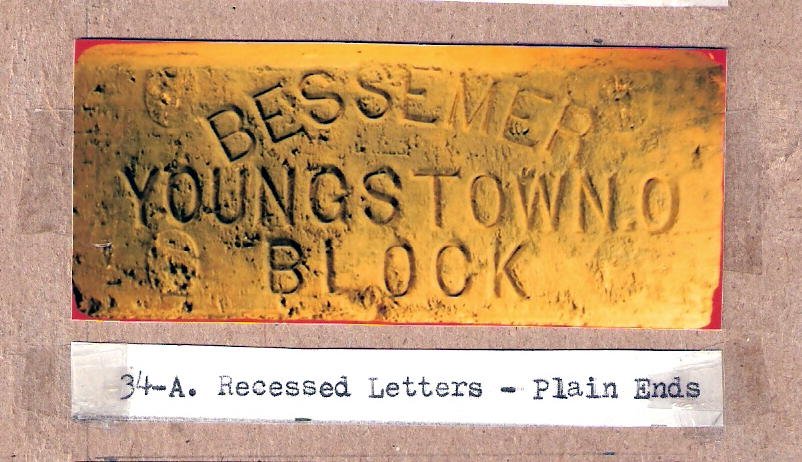 BESSEMER
YOUNGSTOWN.O
BLOCK
34-A. Recessed Letters - Plain Ends